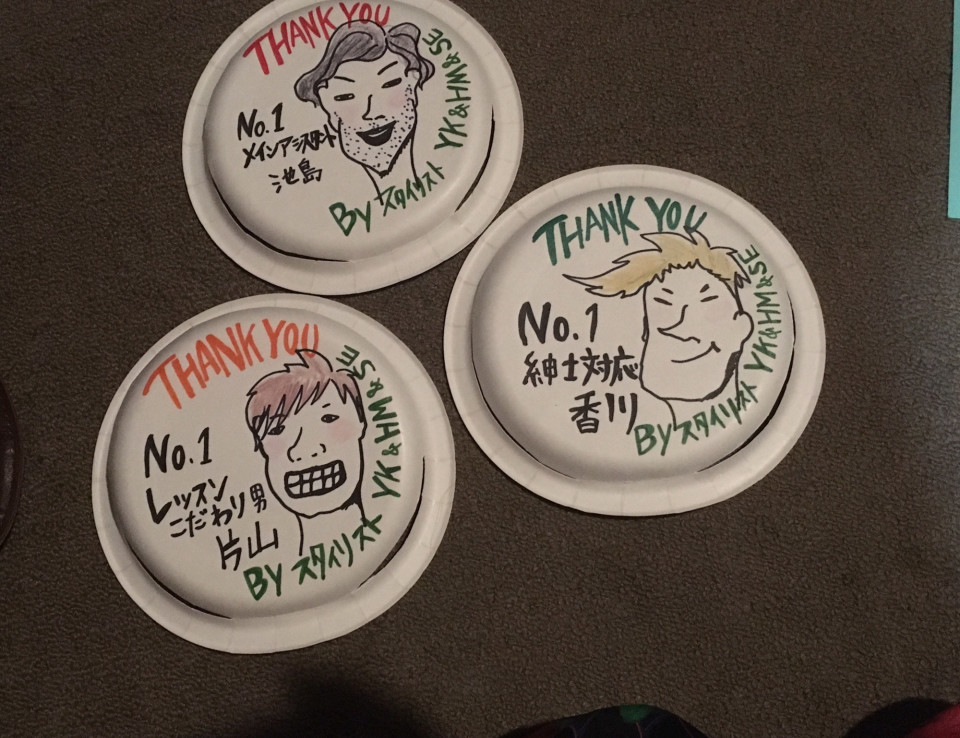 THANK YOU
No.1
メインアシスタント
池島
By スタイリスト YK&HM&SE
THANK YOU
No.1
紳士対応
香川
By スタイリスト YK&HM&SE
THANK YOU
No.1
レッスン
こだわり男
片山
By スタイリスト YK&HM&SE